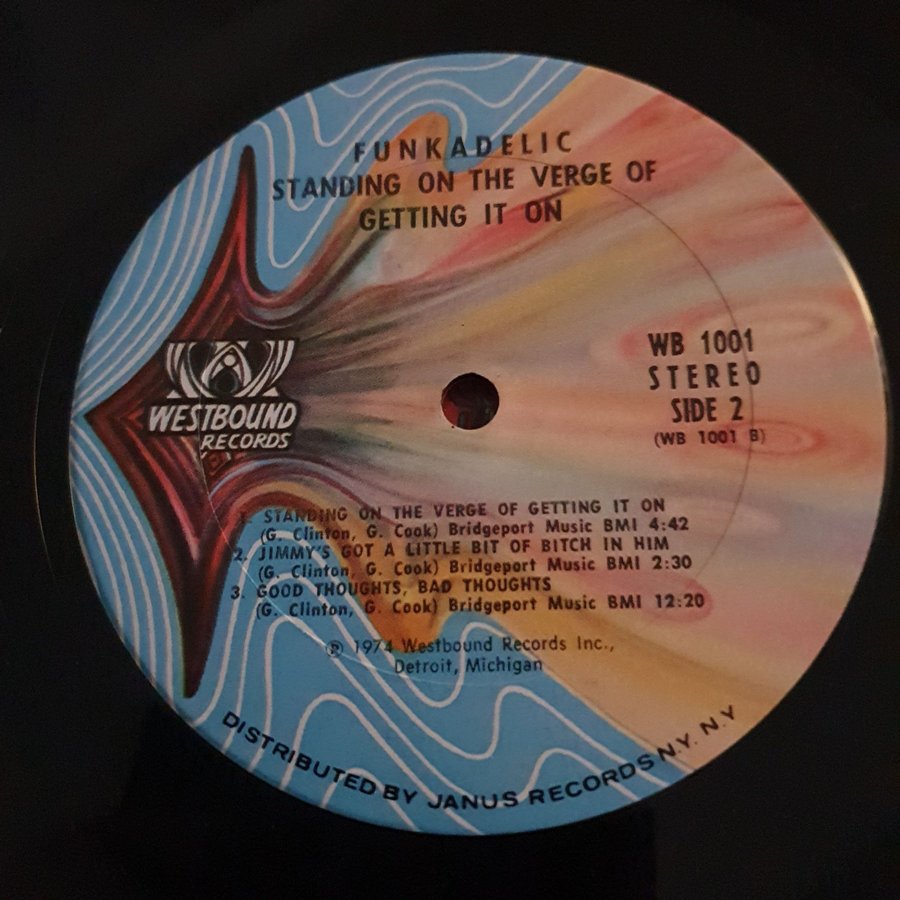 FUNKADELIC
STANDING ON THE VERGE OF
GETTING IT ON
WB 1001
STEREO
SIDE 2
(WB 1001 B)
WESTBOUND
RECORDS
1. STANDING ON THE VERGE OF GETTING IT ON
(G. Clinton, G. Cook) Bridgeport Music BMI 4:42
2. JIMMY'S GOT A LITTLE BIT OF BITCH IN HIM
(G. Clinton, G. Cook) Bridgeport Music BMI 2:30
3. GOOD THOUGHTS, BAD THOUGHTS
(G. Clinton, G. Cook) Bridgeport Music BMI 12:20
℗ 1974 Westbound Records Inc.,
Detroit, Michigan
DISTRIBUTED BY JANUS RECORDS N.Y. N.Y